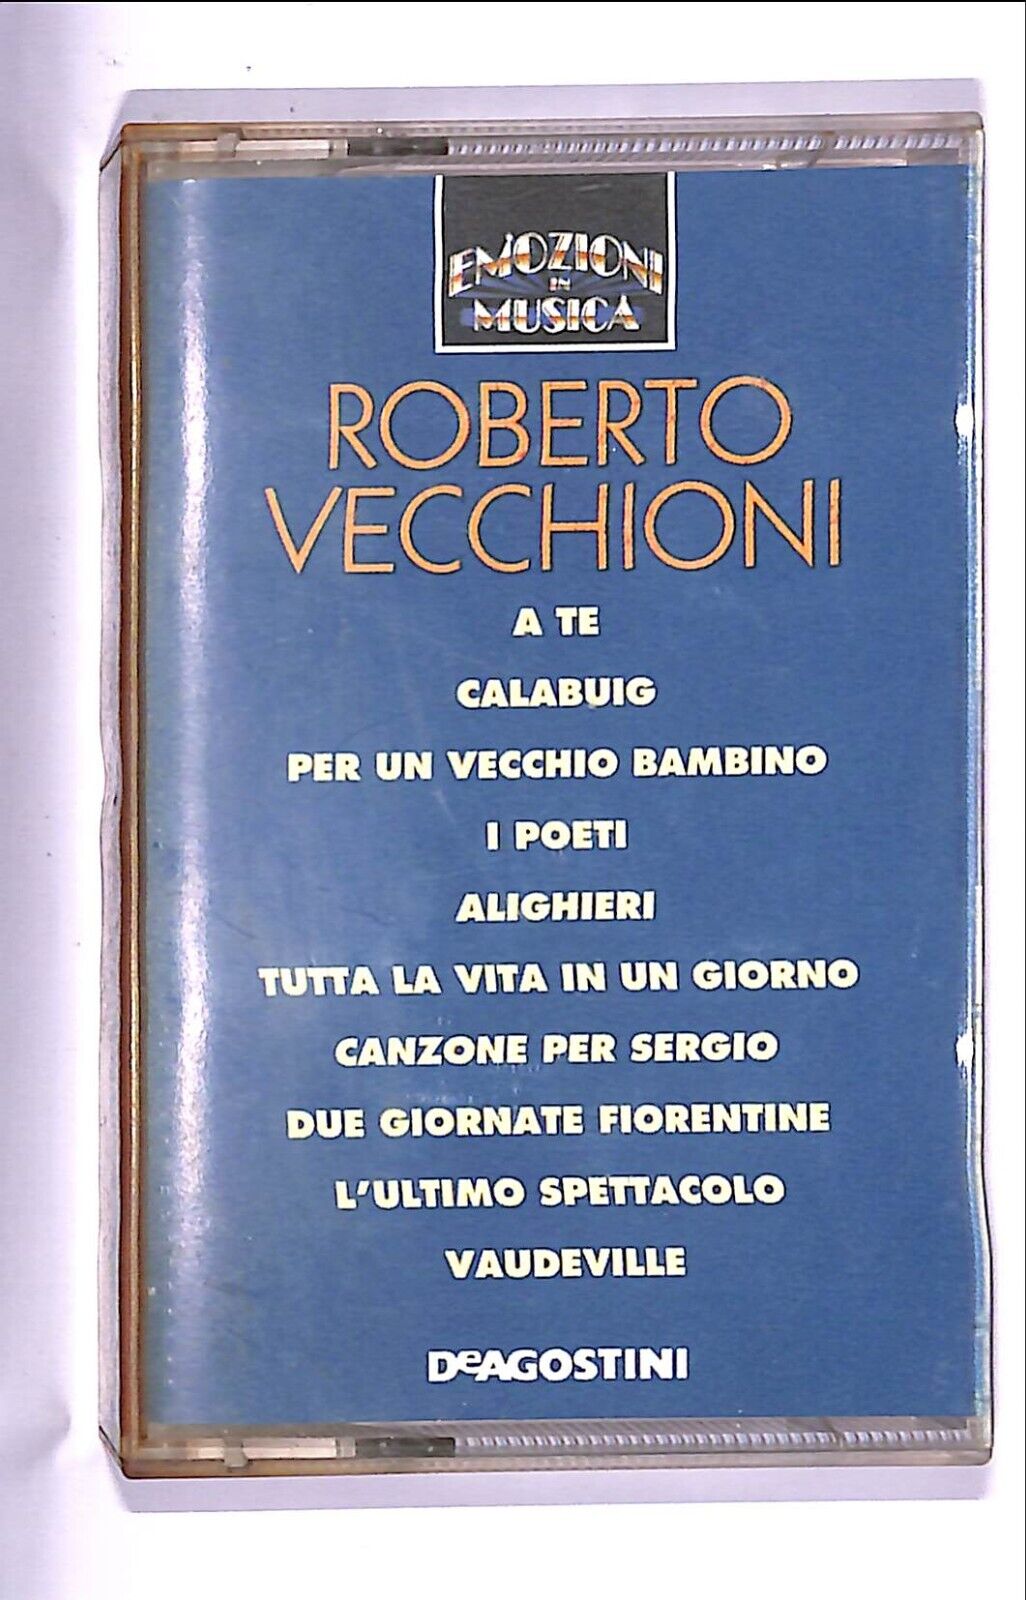 EMOZIONI
IN
MUSICA
ROBERTO
VECCHIONI
A TE
CALABUIG
PER UN VECCHIO BAMBINO
I POETI
ALIGHIERI
TUTTA LA VITA IN UN GIORNO
CANZONE PER SERGIO
DUE GIORNATE FIORENTINE
L'ULTIMO SPETTACOLO
VAUDEVILLE
DeAGOSTINI